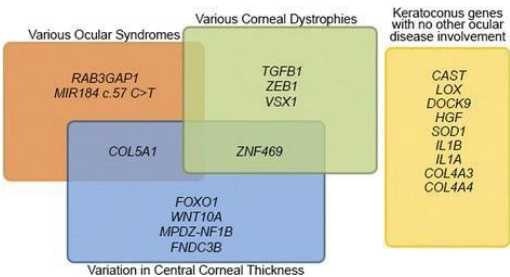 Various Ocular Syndromes
RAB3GAP1
MIR184 c.57 C>T
Various Corneal Dystrophies
TGFB1
ZEB1
VSX1
COL5A1
ZNF469
FOXO1
WNT10A
MPDZ-NF1B
FNDC3B
Variation in Central Corneal Thickness
Keratoconus genes
with no other ocular
disease involvement
CAST
LOX
DOCK9
HGF
SOD1
IL1B
IL1A
COL4A3
COL4A4